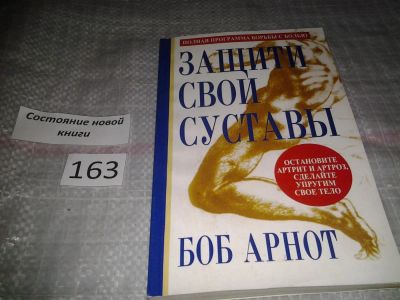 Состояние новой
книги
163
ПОЛНАЯ ПРОГРАММА БОРЬБЫ С БОЛЬЮ
ЗАЩИТИ
СВОЙ
СУСТАВЫ
ОСТАНОВИТЕ
АРТРИТ И АРТРОЗ,
СДЕЛАЙТЕ
УПРУГИМ
СВОЕ ТЕЛО
БОБ АРНОТ